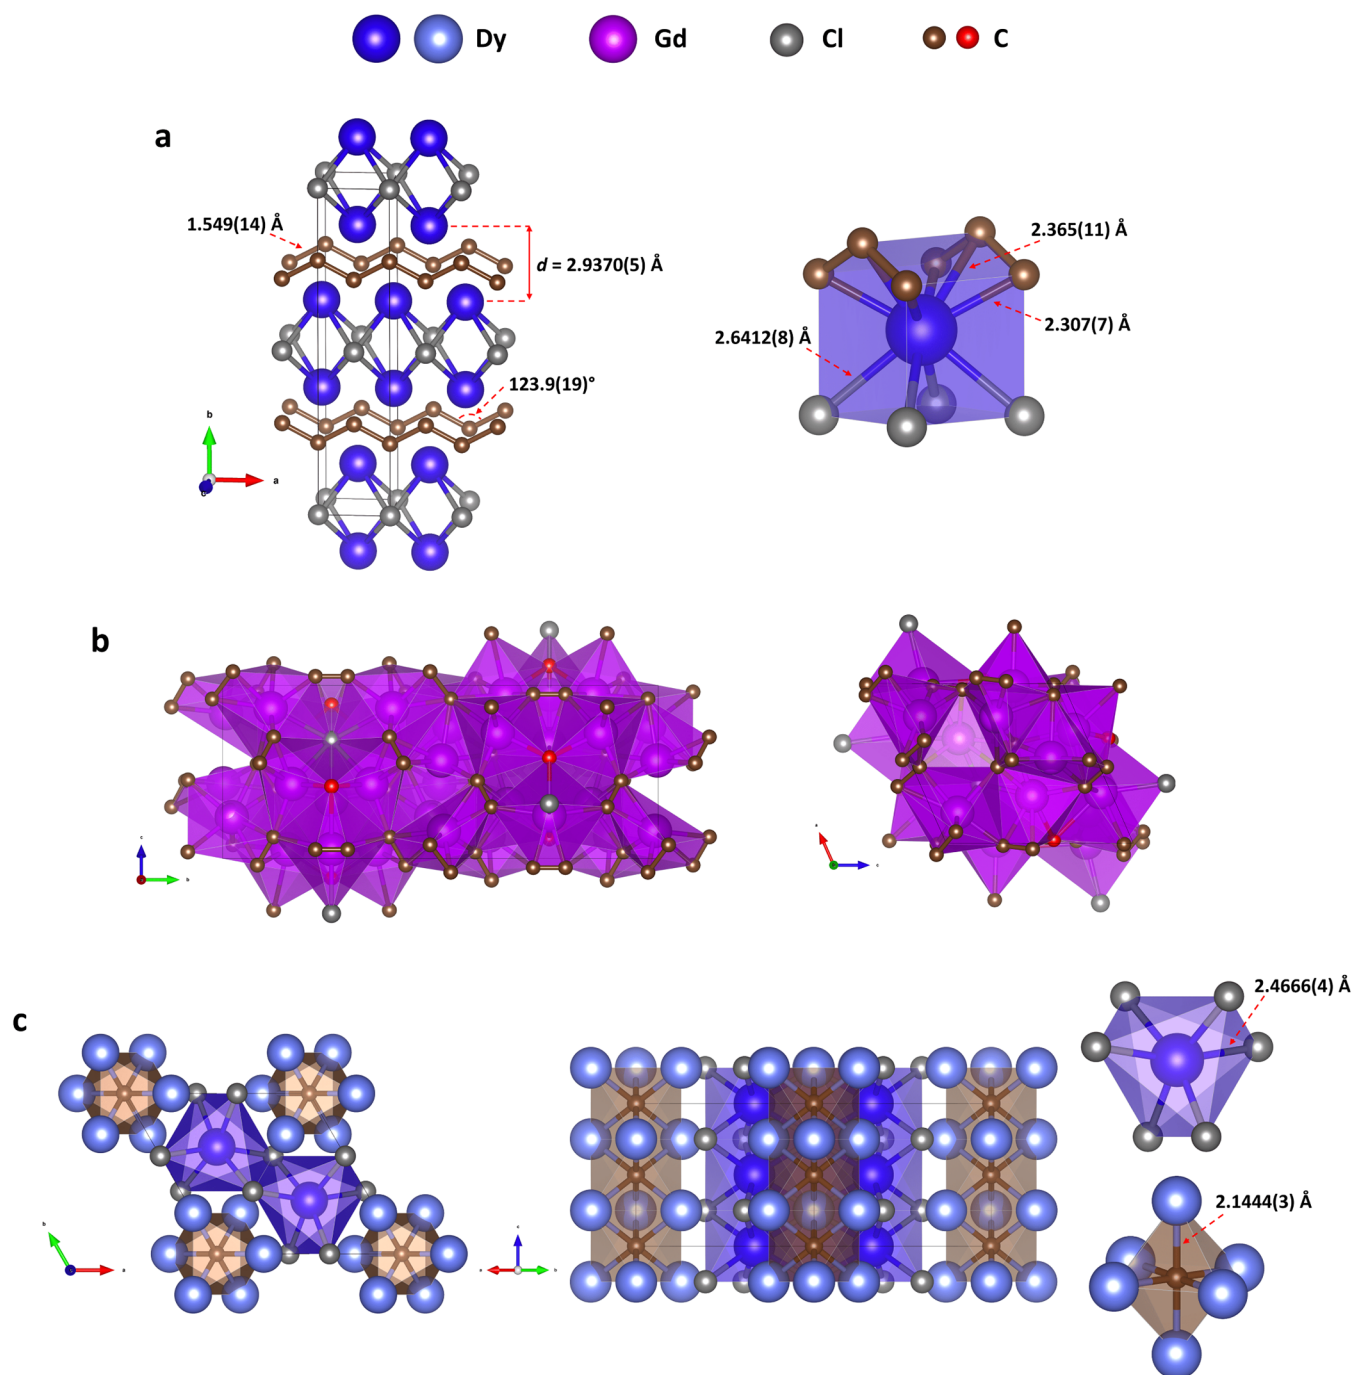 Dy Gd Cl C
a
1.549(14) Å
d = 2.9370(5) Å
123.9(19)°
b
a
c
2.365(11) Å
2.307(7) Å
2.6412(8) Å
b
c
b
a
c
c
2.4666(4) Å
b
a
c
a
b
2.1444(3) Å